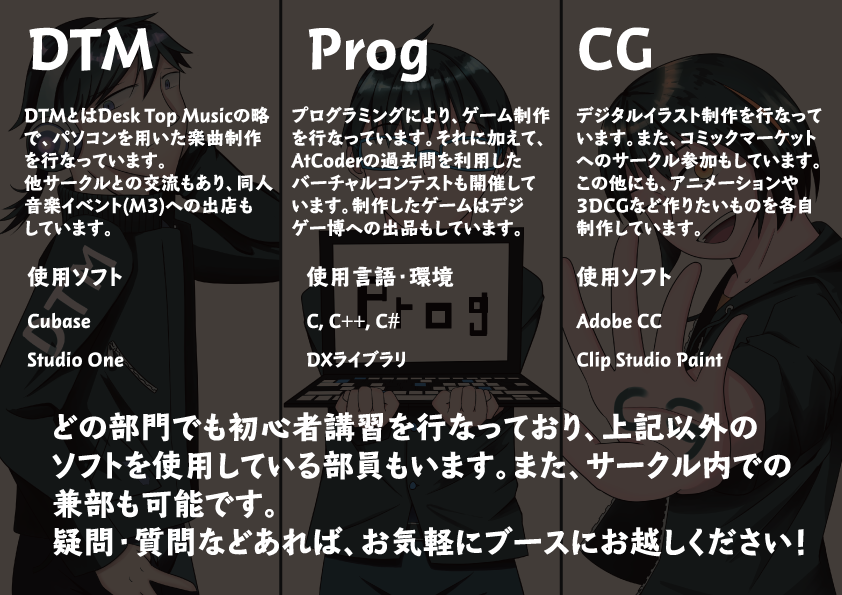 DTM
DTMとはDesk Top Musicの略
で、パソコンを用いた楽曲制作
を行なっています。
他サークルとの交流もあり、同人
音楽イベント(M3)への出店も
しています。
使用ソフト
Cubase
Studio One
DTM
Prog
プログラミングにより、ゲーム制作
を行なっています。それに加えて、
AtCoderの過去問を利用した
バーチャルコンテストも開催して
います。制作したゲームはデジ
ゲー博への出品もしています。
使用言語・環境
C, C++, C#
DXライブラリ
Prog
CG
デジタルイラスト制作を行なって
います。また、コミックマーケット
へのサークル参加もしています。
この他にも、アニメーションや
3DCGなど作りたいものを各自
制作しています。
使用ソフト
Adobe CC
Clip Studio Paint
CG
どの部門でも初心者講習を行なっており、上記以外の
ソフトを使用している部員もいます。また、サークル内での
兼部も可能です。
疑問・質問などあれば、お気軽にブースにお越しください！